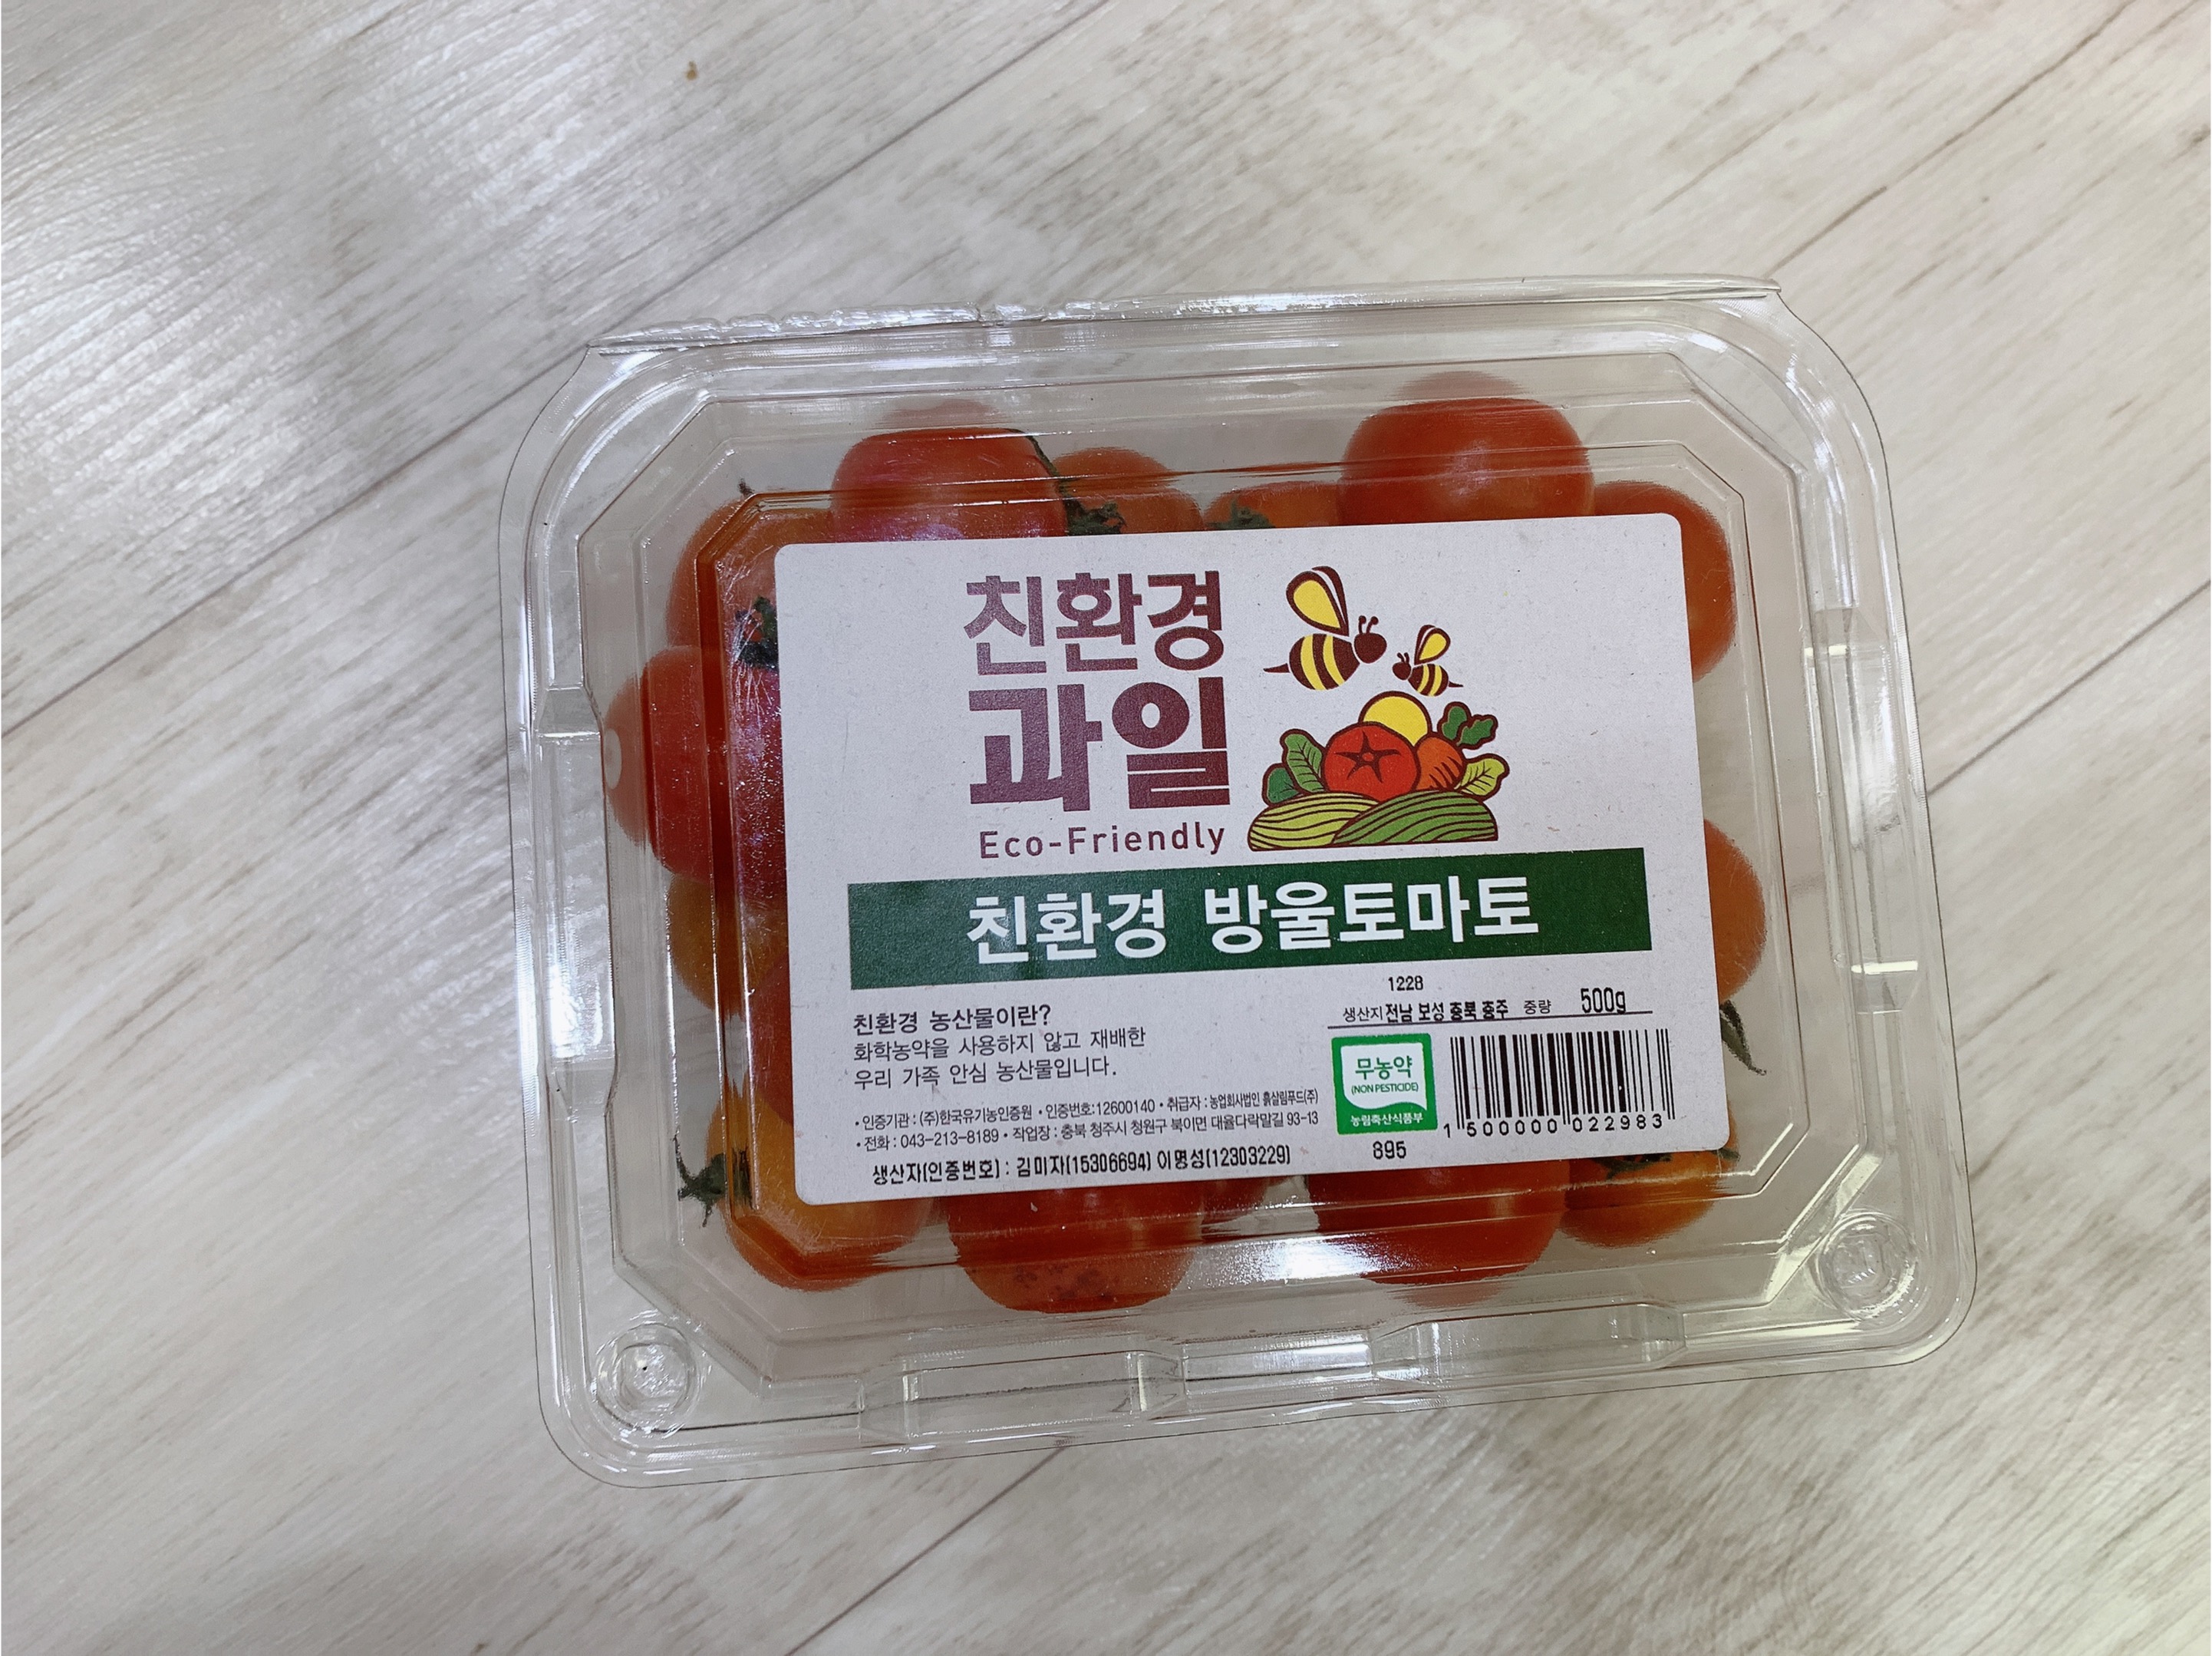 친환경
과일
Eco-Friendly
친환경 방울토마토
1228
생산지 전남 보성 충북 충주 중량 500g
친환경 농산물이란?
화학농약을 사용하지 않고 재배한
우리 가족 안심 농산물입니다.
무농약
(NON PESTICIDE)
농림축산식품부
1 500000 022983
• 인증기관 : (주)한국유기농인증원 • 인증번호:12600140 • 취급자 : 농업회사법인 흙살림푸드(주)
• 전화 : 043-213-8189 • 작업장 : 충북 청주시 청원구 북이면 대율다락말길 93-13
생산자(인증번호) : 김미자(15306694) 이명성(12303229)
895